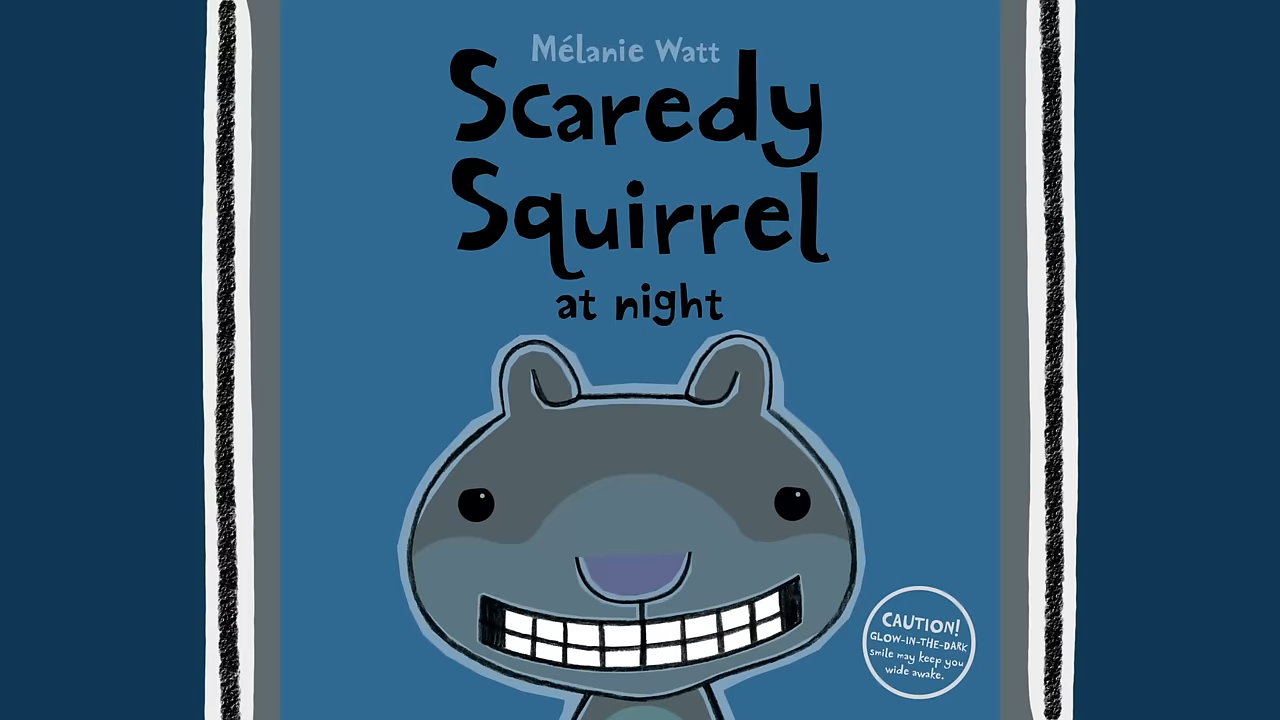 Mélanie Watt
Scaredy
Squirrel
at night
CAUTION!
GLOW-IN-THE-DARK
smile may keep you
wide awake.